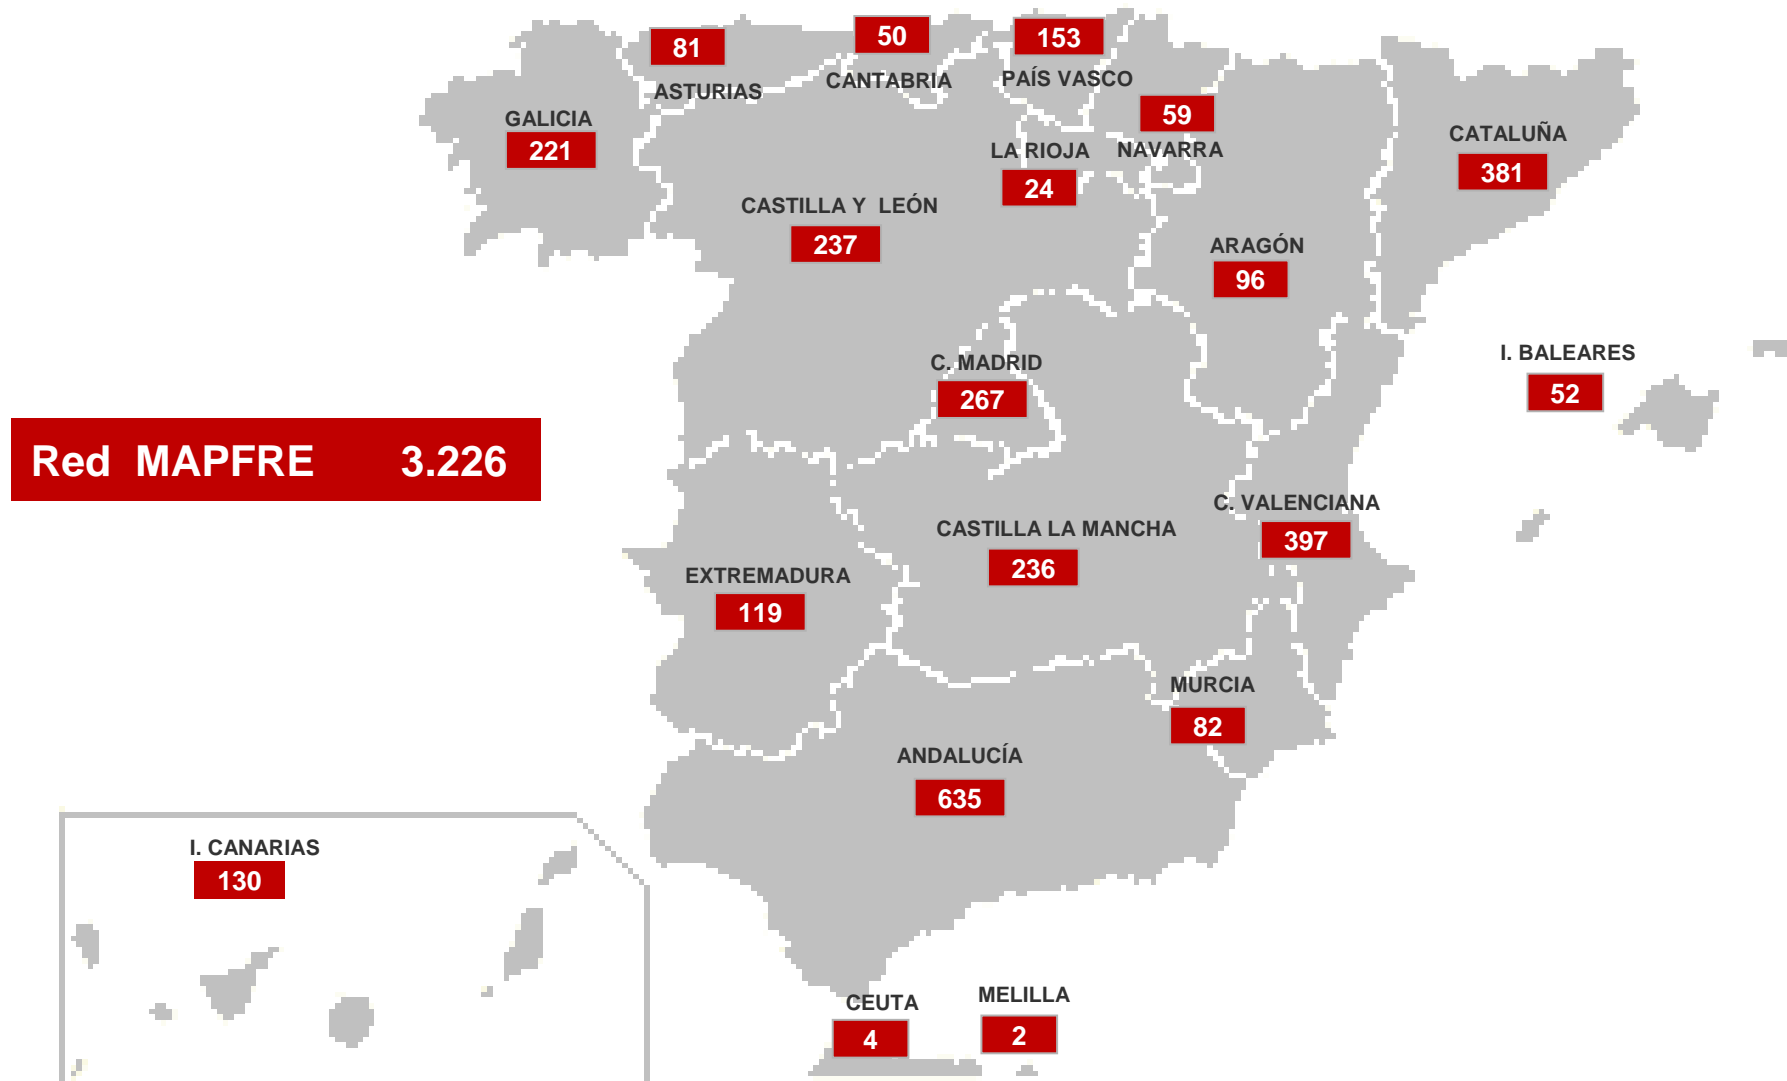 81
50
153
ASTURIAS
CANTABRIA
PAÍS VASCO
GALICIA
221
59
LA RIOJA
NAVARRA
24
CATALUÑA
381
CASTILLA Y  LEÓN
237
ARAGÓN
96
C. MADRID
267
I. BALEARES
52
Red  MAPFRE  3.226
C. VALENCIANA
397
CASTILLA LA MANCHA
236
EXTREMADURA
119
MURCIA
82
ANDALUCÍA
635
I. CANARIAS
130
CEUTA
4
MELILLA
2